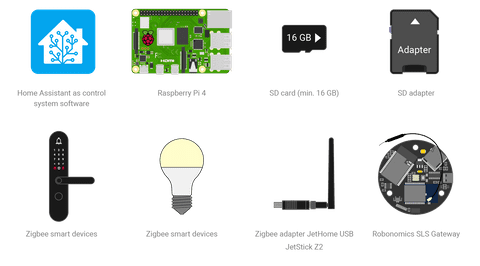 16 GB
Adapter
HDMI
Home Assistant as control
system software
Raspberry Pi 4
SD card (min. 16 GB)
SD adapter
Zigbee smart devices
Zigbee smart devices
Zigbee adapter JetHome USB
JetStick Z2
Robonomics SLS Gateway